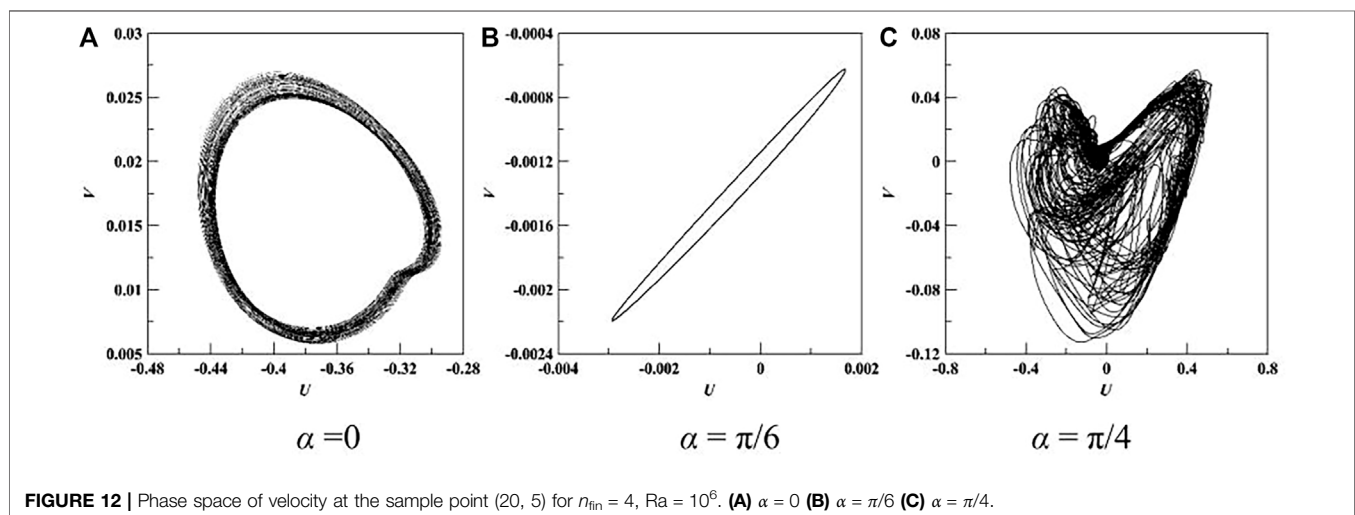 A
0.03
0.025
0.02
0.015
0.01
0.005
V
-0.48
-0.44
-0.4
-0.36
-0.32
-0.28
U
α =0
B
-0.0004
-0.0008
-0.0012
-0.0016
-0.002
-0.0024
V
-0.004
-0.002
0
0.002
U
α = π/6
C
0.08
0.04
0
-0.04
-0.08
-0.12
V
-0.8
-0.4
0
0.4
0.8
U
α = π/4
FIGURE 12 | Phase space of velocity at the sample point (20, 5) for nfin = 4, Ra = 10⁶. (A) α = 0 (B) α = π/6 (C) α = π/4.